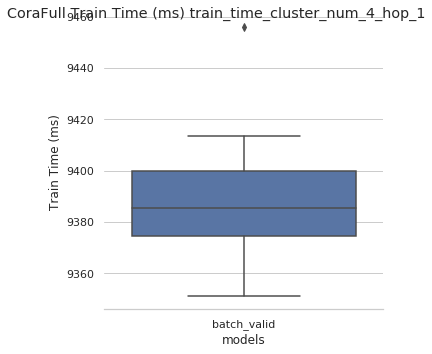 CoraFull Train Time (ms) train_time_cluster_num_4_hop_1
9460
9440
9420
9400
9380
9360
Train Time (ms)
batch_valid
models